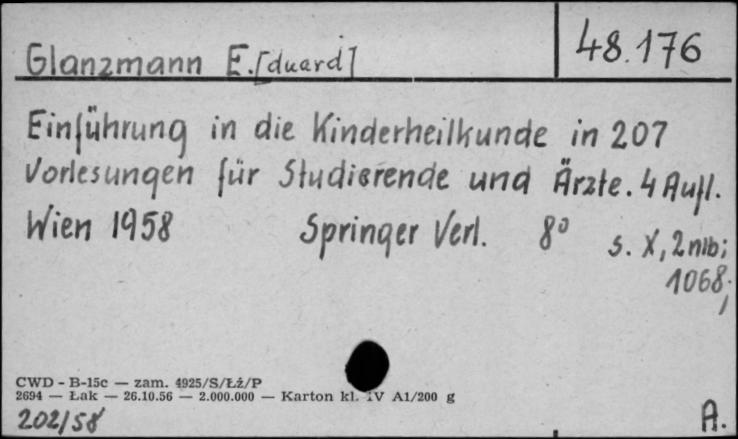 Glanzmann E.[duard]
48.176
Einführung in die Kinderheilkunde in 207
Vorlesungen für Studierende und Ärzte. 4 Aufl.
Wien 1958 Springer Verl. 8° s. X, 2 nlb;
1068;
CWD - B-15c — zam. 4925/S/Łż/P
2694 — Łak — 26.10.56 — 2.000.000 — Karton kl. IV A1/200 g
202/58
A.